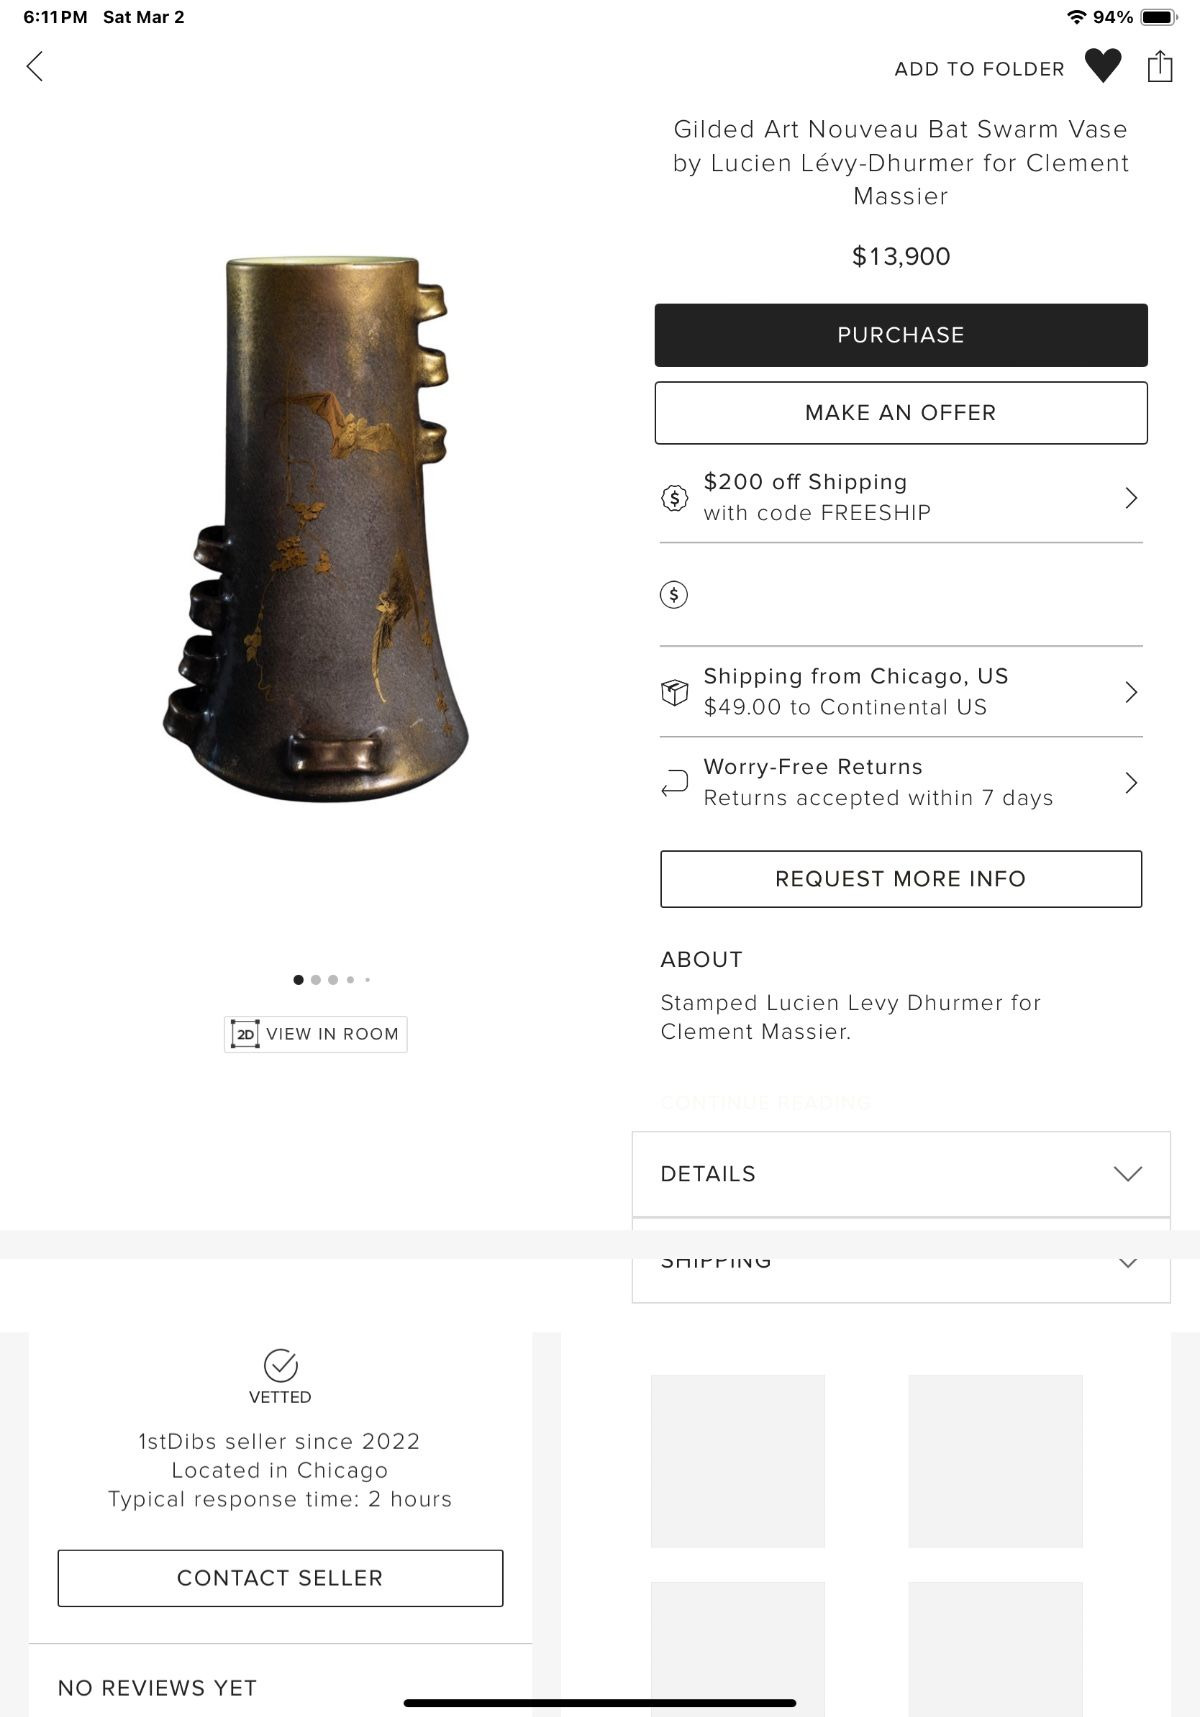 6:11 PM Sat Mar 2
94%
ADD TO FOLDER
Gilded Art Nouveau Bat Swarm Vase
by Lucien Lévy-Dhurmer for Clement
Massier
$13,900
PURCHASE
MAKE AN OFFER
$200 off Shipping
with code FREESHIP
Shipping from Chicago, US
$49.00 to Continental US
Worry-Free Returns
Returns accepted within 7 days
REQUEST MORE INFO
ABOUT
Stamped Lucien Levy Dhurmer for
Clement Massier.
CONTINUE READING
2D VIEW IN ROOM
DETAILS
SHIPPING
VETTED
1stDibs seller since 2022
Located in Chicago
Typical response time: 2 hours
CONTACT SELLER
NO REVIEWS YET